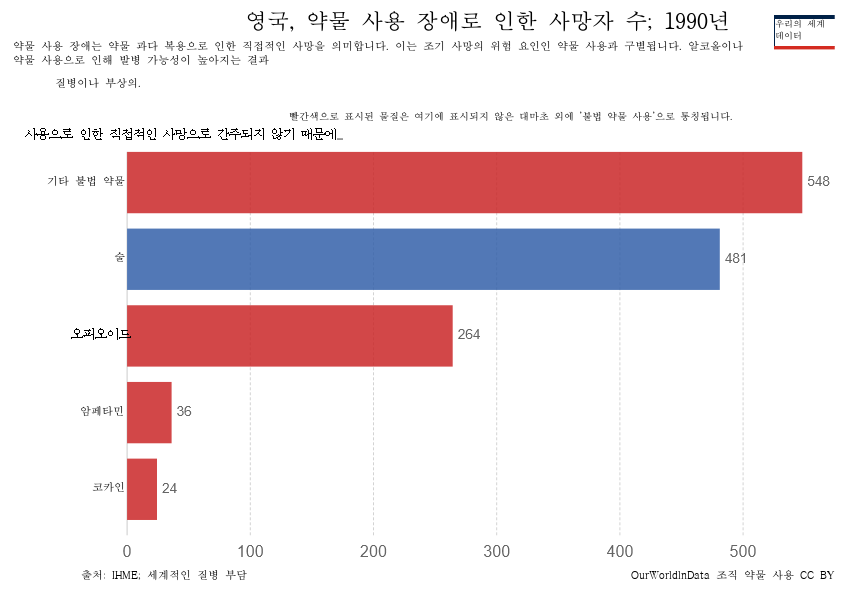 영국, 약물 사용 장애로 인한 사망자 수; 1990년
우리의 세계
데이터
약물 사용 장애는 약물 과다 복용으로 인한 직접적인 사망을 의미합니다. 이는 조기 사망의 위험 요인인 약물 사용과 구별됩니다. 알코올이나
약물 사용으로 인해 발병 가능성이 높아지는 결과
질병이나 부상의.
빨간색으로 표시된 물질은 여기에 표시되지 않은 대마초 외에 '불법 약물 사용'으로 통칭됩니다.
사용으로 인한 직접적인 사망으로 간주되지 않기 때문에_
기타 불법 약물
548
술
481
오피오이드
264
암페타민
36
코카인
24
0 100 200 300 400 500
출처: IHME; 세계적인 질병 부담
OurWorldInData 조직 약물 사용 CC BY